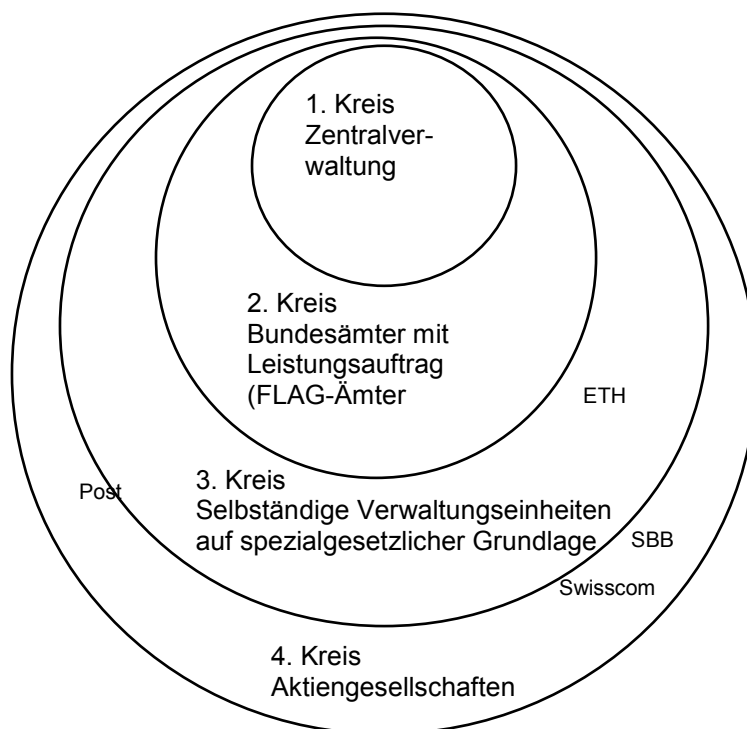 1. Kreis
Zentralver-
waltung
2. Kreis
Bundesämter mit
Leistungsauftrag
(FLAG-Ämter
ETH
Post
3. Kreis
Selbständige Verwaltungseinheiten
auf spezialgesetzlicher Grundlage
SBB
Swisscom
4. Kreis
Aktiengesellschaften